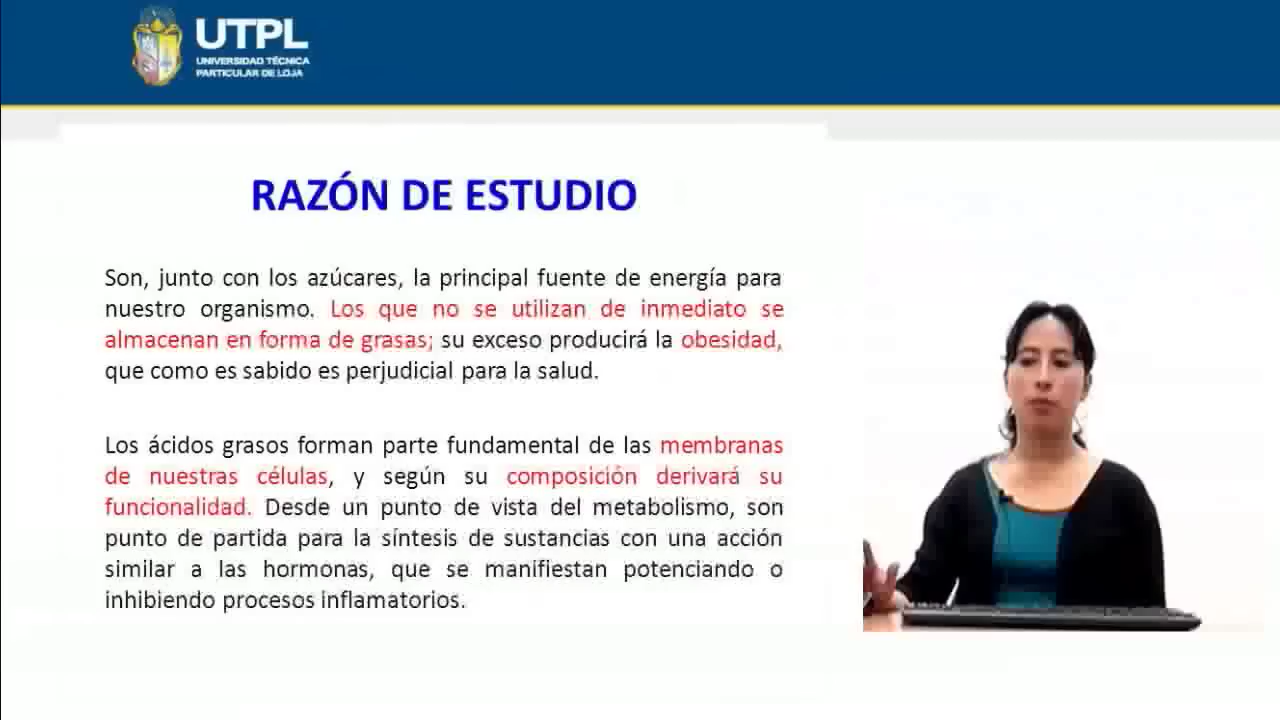 UTPL
UNIVERSIDAD TÉCNICA
PARTICULAR DE LOJA
RAZÓN DE ESTUDIO
Son, junto con los azúcares, la principal fuente de energía para
nuestro organismo. Los que no se utilizan de inmediato se
almacenan en forma de grasas; su exceso producirá la obesidad,
que como es sabido es perjudicial para la salud.
Los ácidos grasos forman parte fundamental de las membranas
de nuestras células, y según su composición derivará su
funcionalidad. Desde un punto de vista del metabolismo, son
punto de partida para la síntesis de sustancias con una acción
similar a las hormonas, que se manifiestan potenciando o
inhibiendo procesos inflamatorios.